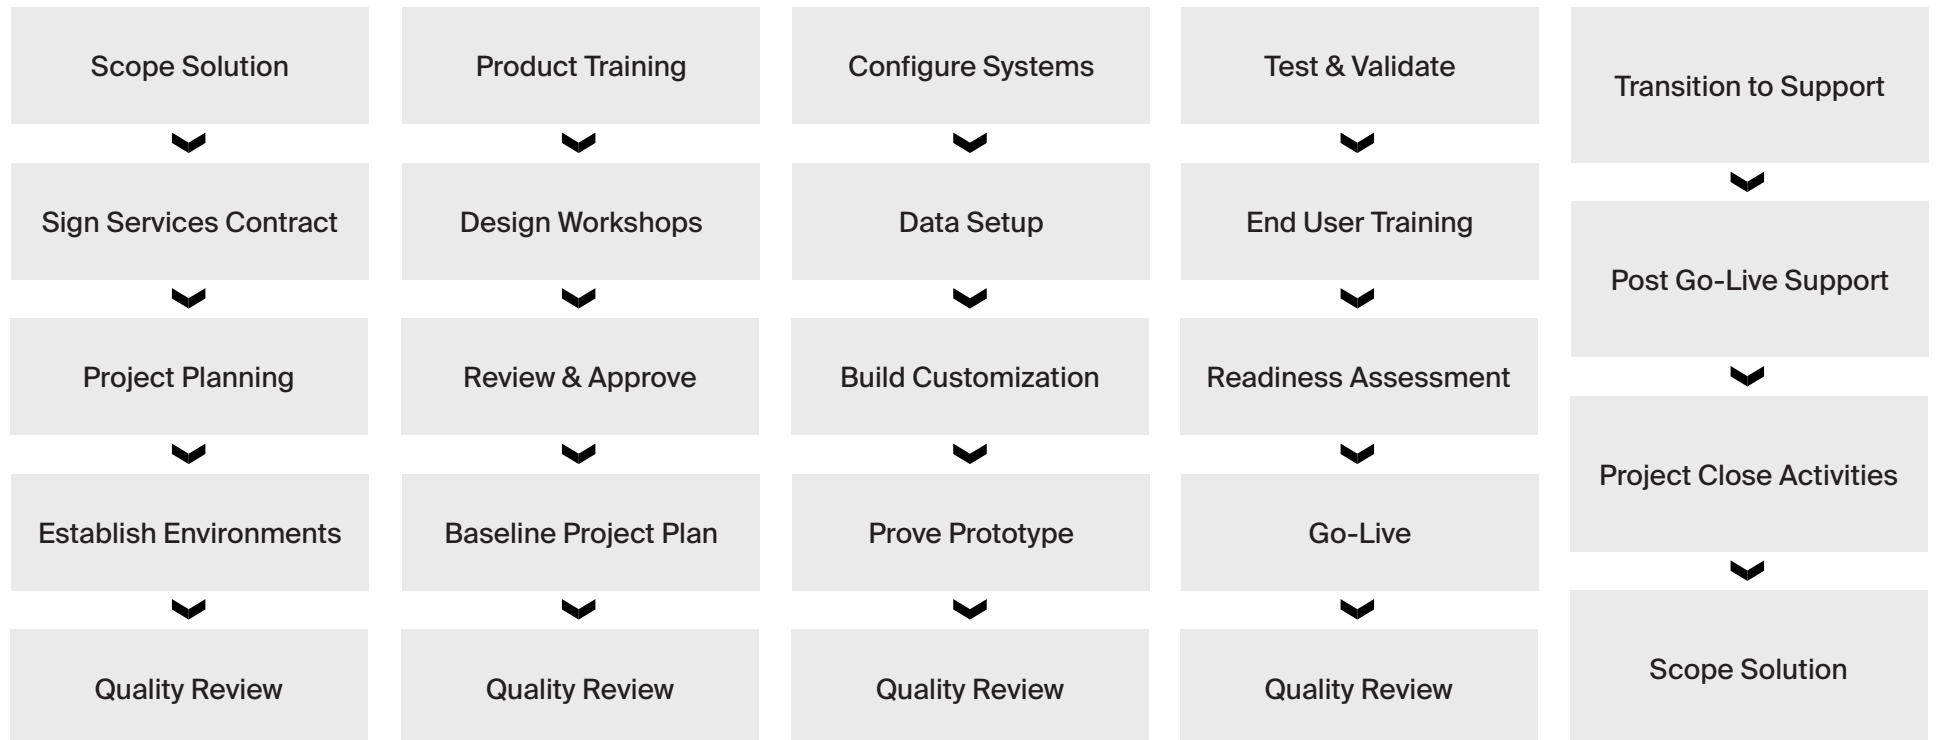 Scope Solution
Sign Services Contract
Project Planning
Establish Environments
Quality Review
Product Training
Design Workshops
Review & Approve
Baseline Project Plan
Quality Review
Configure Systems
Data Setup
Build Customization
Prove Prototype
Quality Review
Test & Validate
End User Training
Readiness Assessment
Go-Live
Quality Review
Transition to Support
Post Go-Live Support
Project Close Activities
Scope Solution